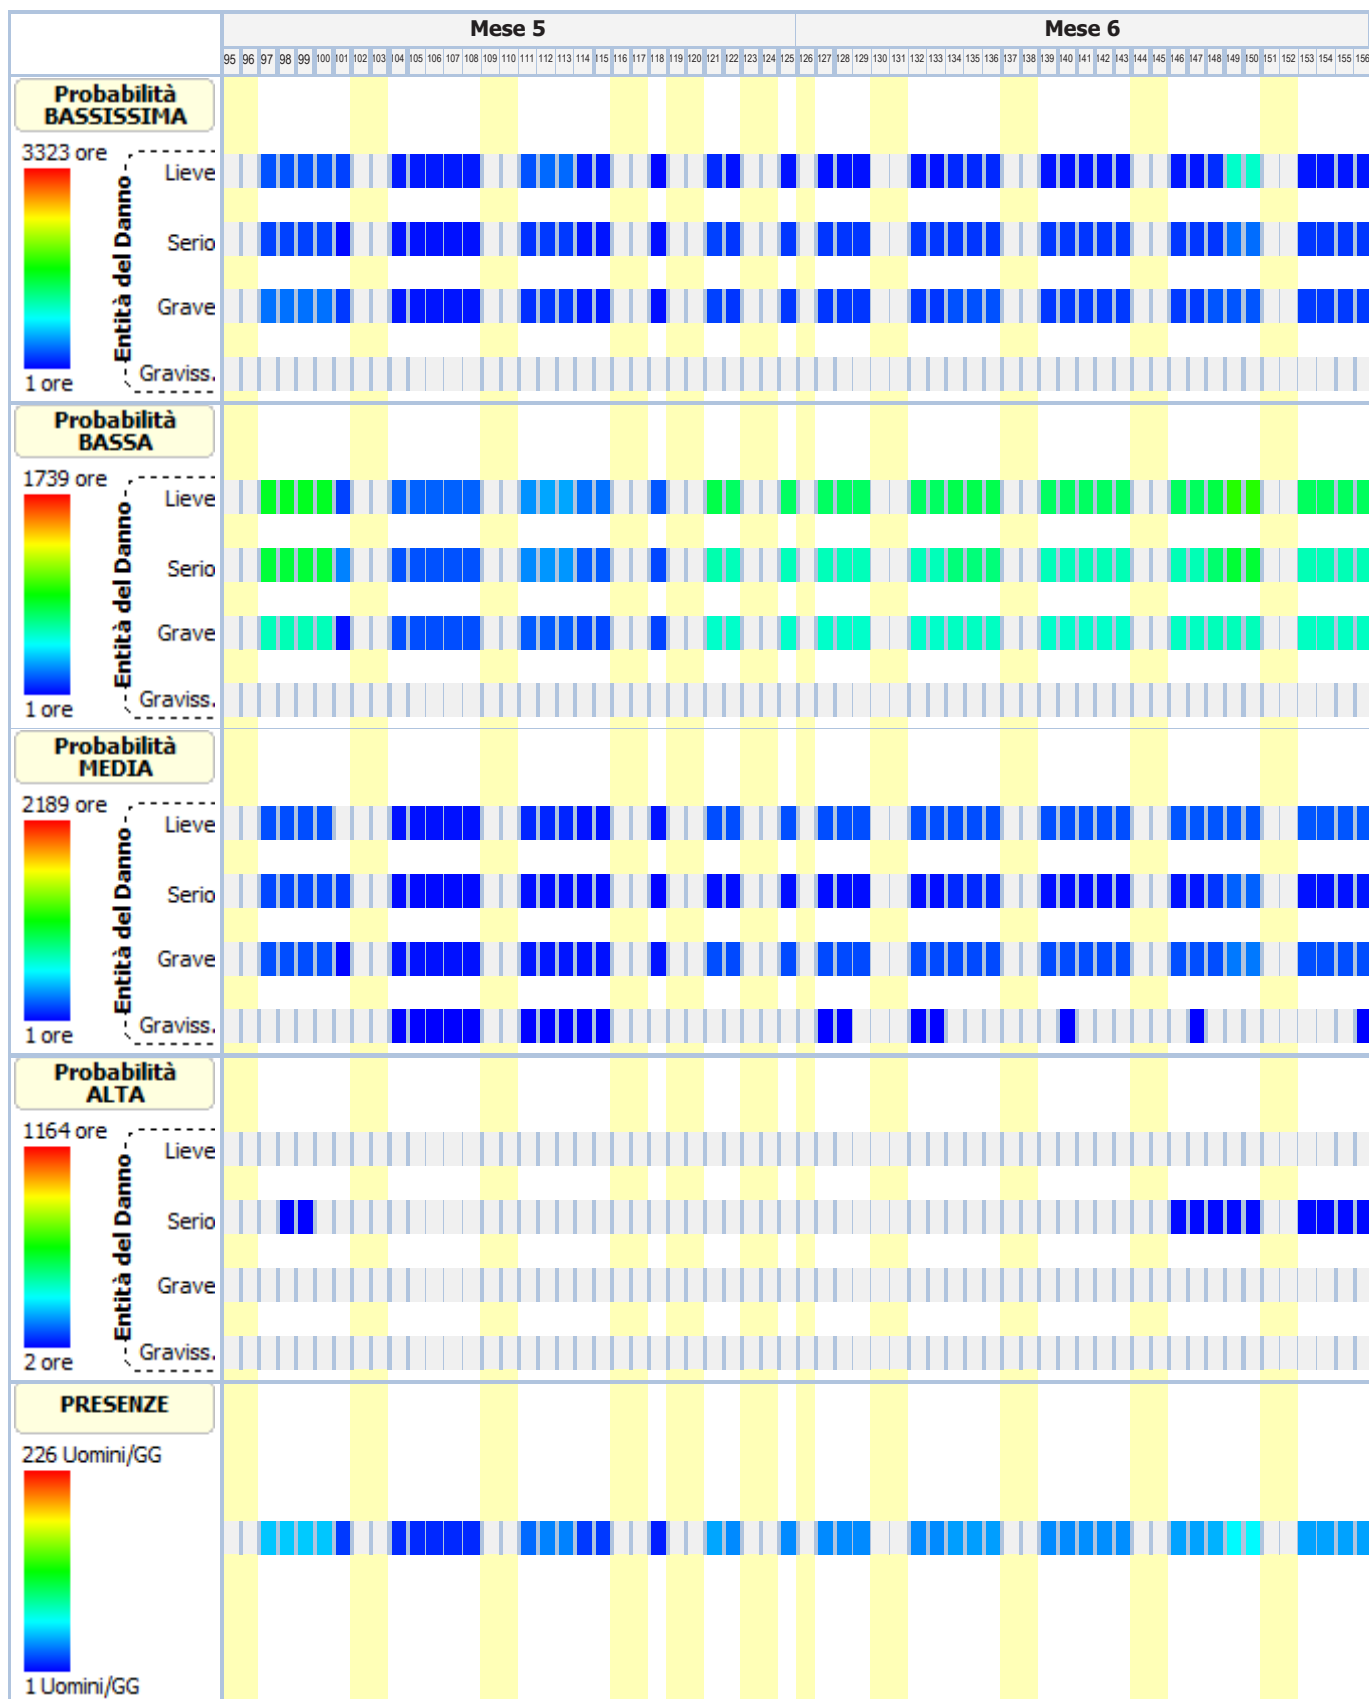 Mese 5 Mese 6
95 96 97 98 99 100 101 102 103 104 105 106 107 108 109 110 111 112 113 114 115 116 117 118 119 120 121 122 123 124 125 126 127 128 129 130 131 132 133 134 135 136 137 138 139 140 141 142 143 144 145 146 147 148 149 150 151 152 153 154 155 156
Probabilità
BASSISSIMA
3323 ore
Entità del Danno
Lieve
Serio
Grave
Graviss.
1 ore
Probabilità
BASSA
1739 ore
Entità del Danno
Lieve
Serio
Grave
Graviss.
1 ore
Probabilità
MEDIA
2189 ore
Entità del Danno
Lieve
Serio
Grave
Graviss.
1 ore
Probabilità
ALTA
1164 ore
Entità del Danno
Lieve
Serio
Grave
Graviss.
2 ore
PRESENZE
226 Uomini/GG
1 Uomini/GG